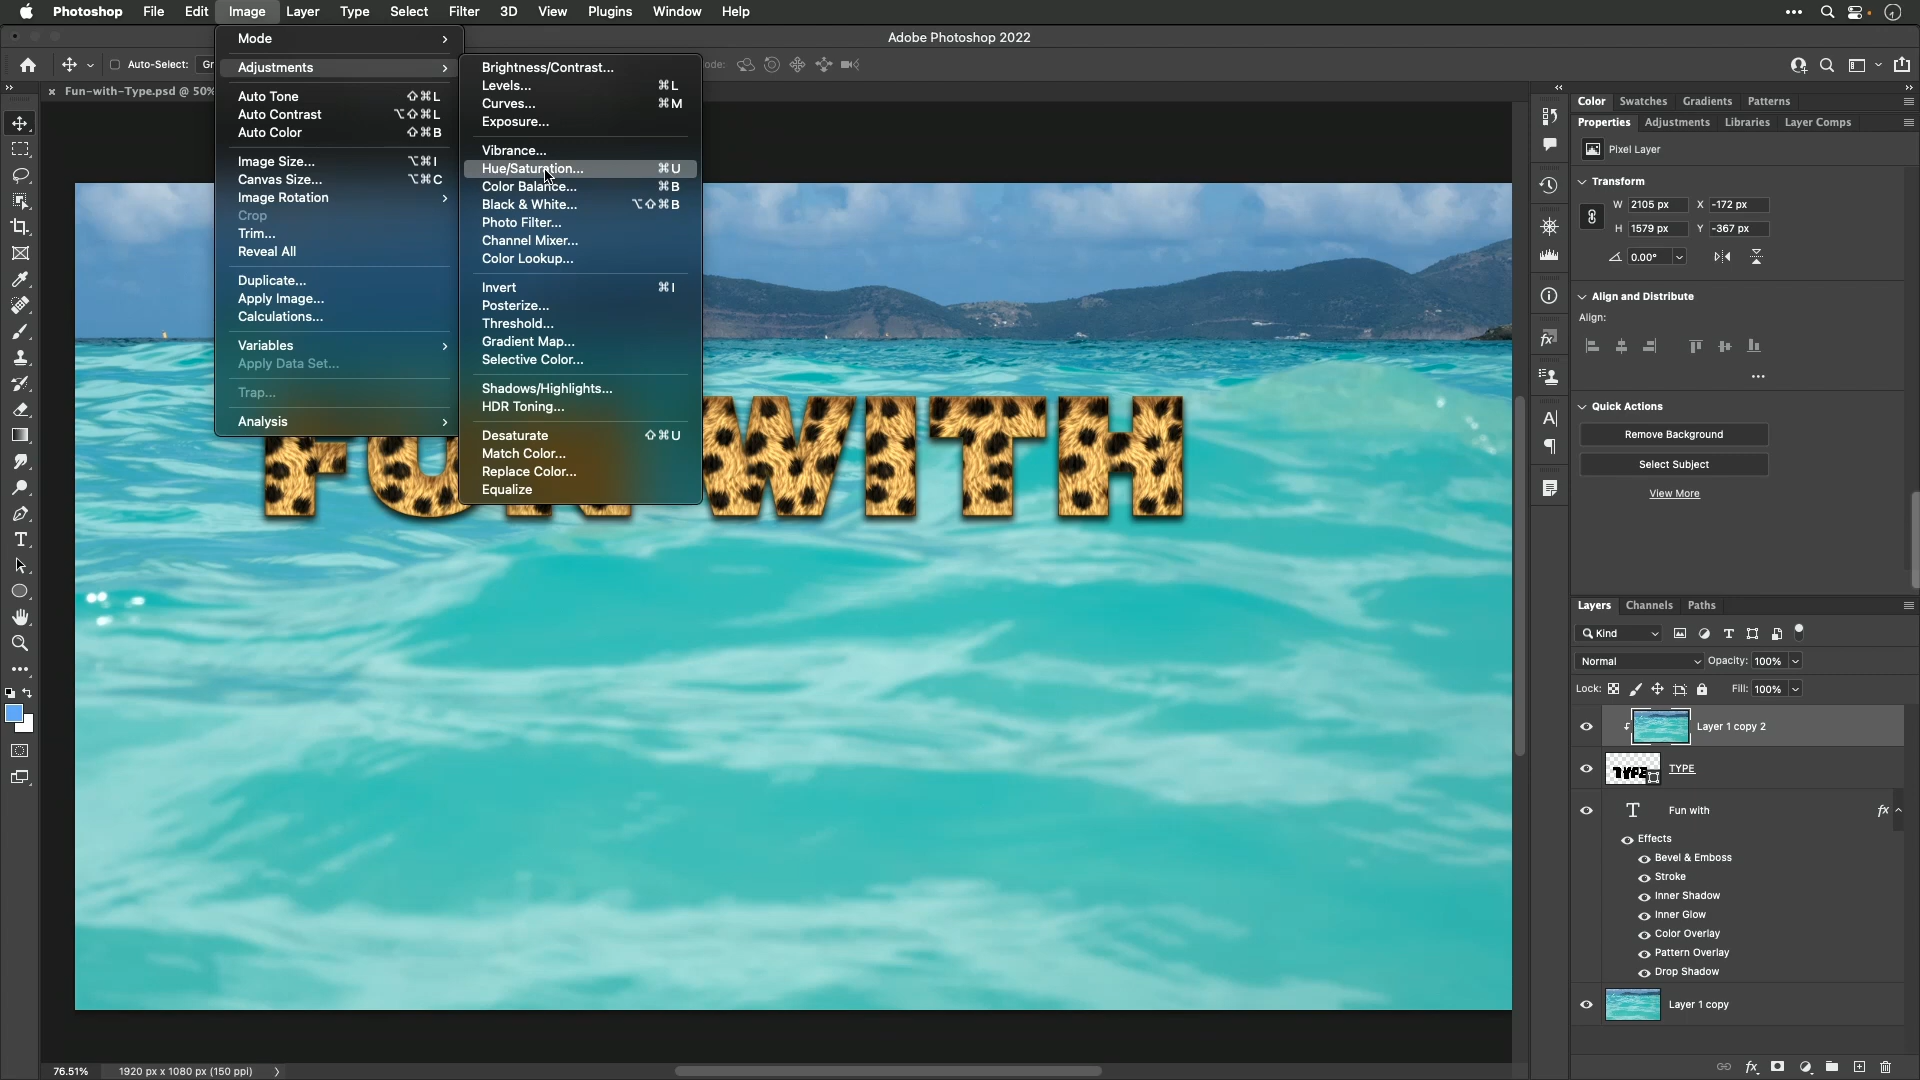 Photoshop File Edit Image Layer Type Select Filter 3D View Plugins Window Help
Adobe Photoshop 2022
Auto-Select:
Fun-with-Type.psd @ 50%
Mode
Adjustments
Auto Tone ⇧⌘L
Auto Contrast ⌥⇧⌘L
Auto Color ⇧⌘B
Image Size... ⌥⌘I
Canvas Size... ⌥⌘C
Image Rotation
Crop
Trim...
Reveal All
Duplicate...
Apply Image...
Calculations...
Variables
Apply Data Set...
Trap...
Analysis
Brightness/Contrast...
Levels... ⌘L
Curves... ⌘M
Exposure...
Vibrance...
Hue/Saturation... ⌘U
Color Balance... ⌘B
Black & White... ⌥⇧⌘B
Photo Filter...
Channel Mixer...
Color Lookup...
Invert ⌘I
Posterize...
Threshold...
Gradient Map...
Selective Color...
Shadows/Highlights...
HDR Toning...
Desaturate ⇧⌘U
Match Color...
Replace Color...
Equalize
FUN WITH
76.51% 1920 px x 1080 px (150 ppi)
Color Swatches Gradients Patterns
Properties Adjustments Libraries Layer Comps
Pixel Layer
Transform
W 2105 px X -172 px
H 1579 px Y -367 px
0.00°
Align and Distribute
Align:
Quick Actions
Remove Background
Select Subject
View More
Layers Channels Paths
Kind
Normal Opacity: 100%
Lock: Fill: 100%
Layer 1 copy 2
TYPE TYPE
Fun with fx
Effects
Bevel & Emboss
Stroke
Inner Shadow
Inner Glow
Color Overlay
Pattern Overlay
Drop Shadow
Layer 1 copy